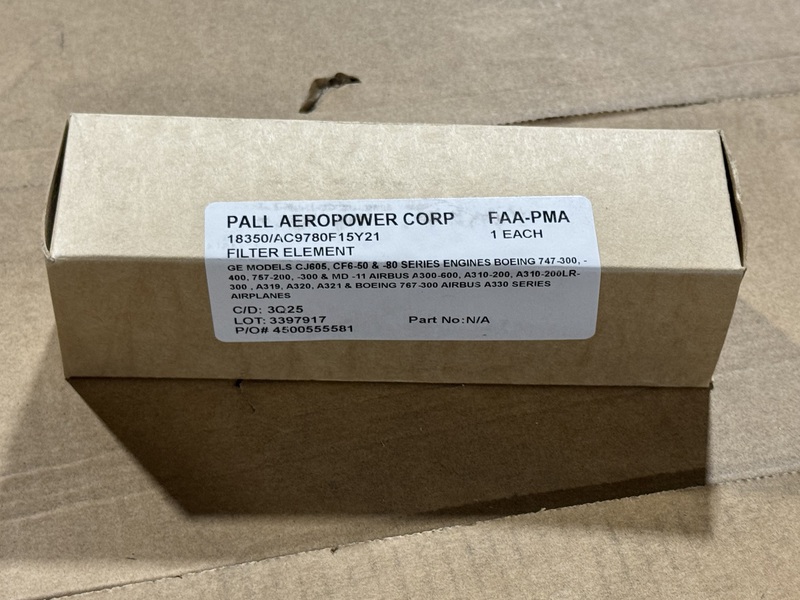 PALL AEROPOWER CORP FAA-PMA
18350/AC9780F15Y21 1 EACH
FILTER ELEMENT
GE MODELS CJ605, CF6-50 & -80 SERIES ENGINES BOEING 747-300, -
400, 757-200, -300 & MD -11 AIRBUS A300-600, A310-200, A310-200LR-
300 , A319, A320, A321 & BOEING 767-300 AIRBUS A330 SERIES
AIRPLANES
C/D: 3Q25
LOT: 3397917 Part No:N/A
P/O# 4500555581